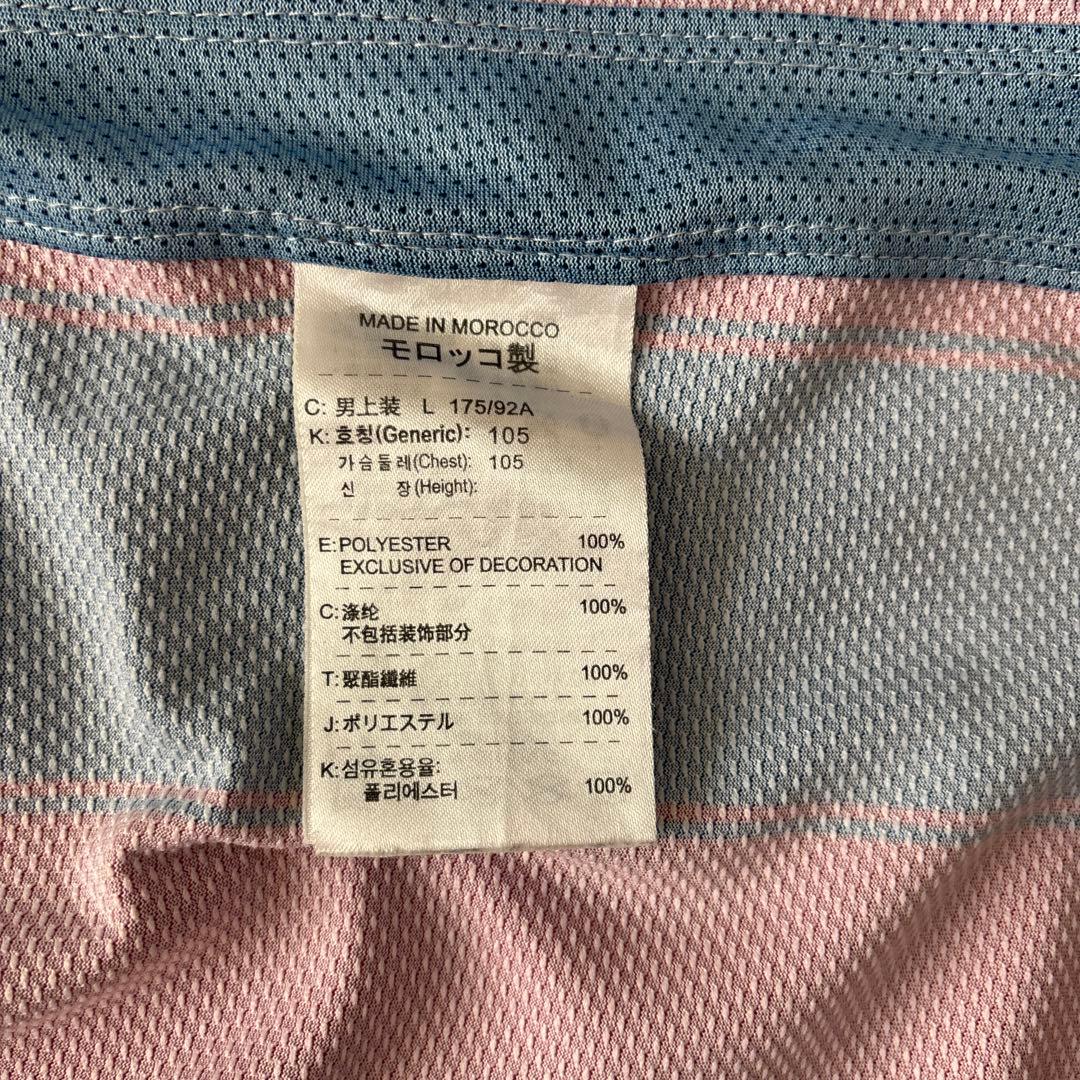 MADE IN MOROCCO
モロッコ製
C: 男上装 L 175/92A
K: 호칭(Generic): 105
가슴둘레(Chest): 105
신 장(Height):
E: POLYESTER 100%
EXCLUSIVE OF DECORATION
C: 涤纶 100%
不包括装饰部分
T: 聚酯纖維 100%
J: ポリエステル 100%
K: 섬유혼용율:
폴리에스터 100%